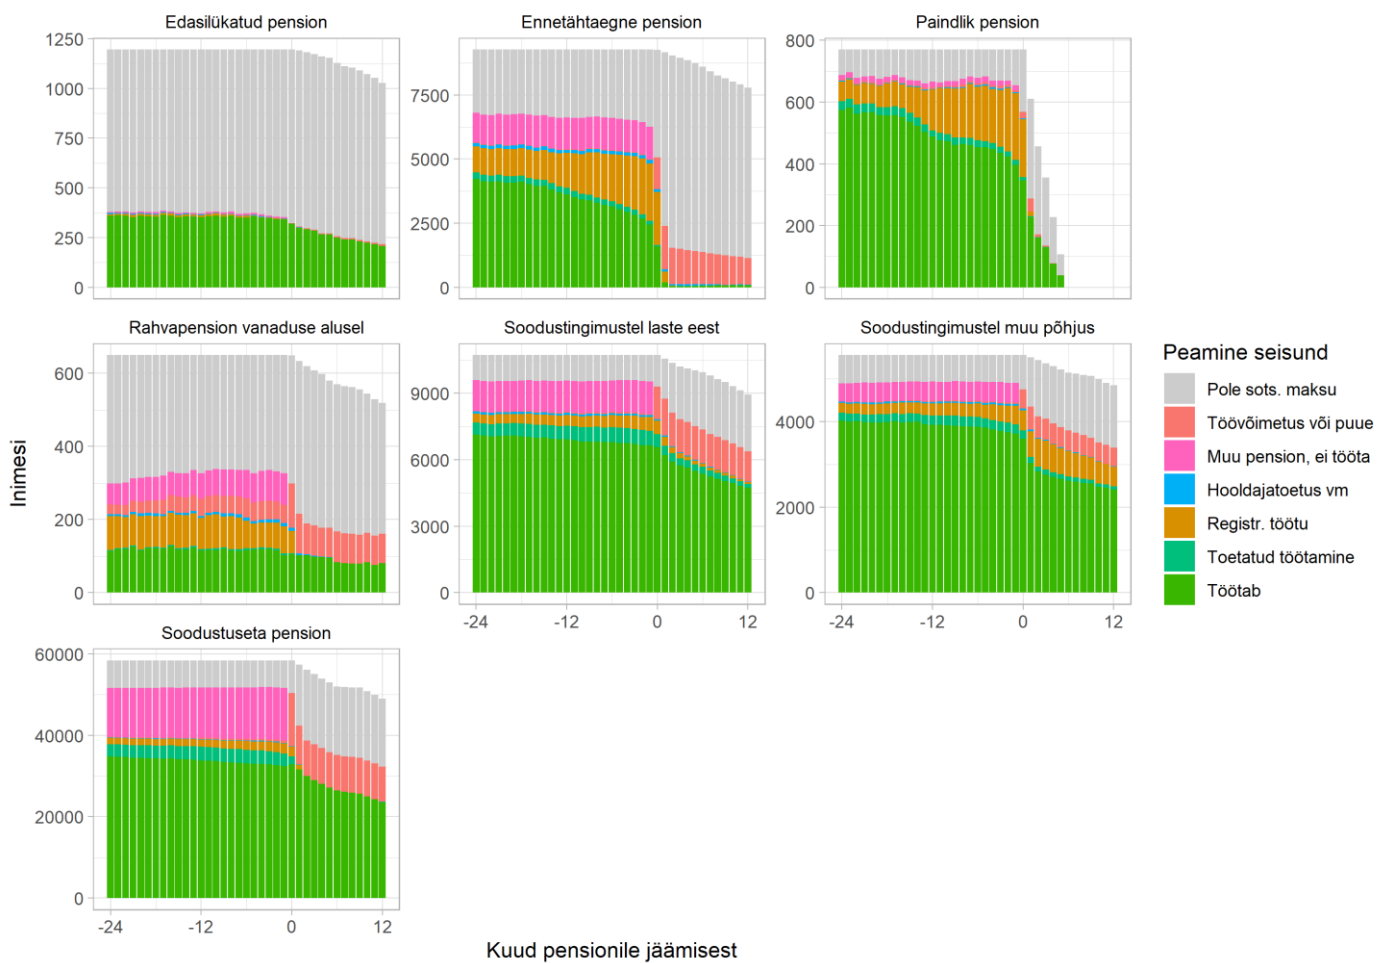 Edasilükatud pension
Ennetähtaegne pension
Paindlik pension
1250
1000
750
500
250
0
7500
5000
2500
0
800
600
400
200
0
Rahvapension vanaduse alusel
Soodustingimustel laste eest
Soodustingimustel muu põhjus
600
400
200
0
9000
6000
3000
0
4000
2000
0
-24
-12
0
12
-24
-12
0
12
Soodustuseta pension
60000
40000
20000
0
-24
-12
0
12
Inimesi
Kuud pensionile jäämisest
Peamine seisund
Pole sots. maksu
Töövõimetus või puue
Muu pension, ei tööta
Hooldajatoetus vm
Registr. töötu
Toetatud töötamine
Töötab